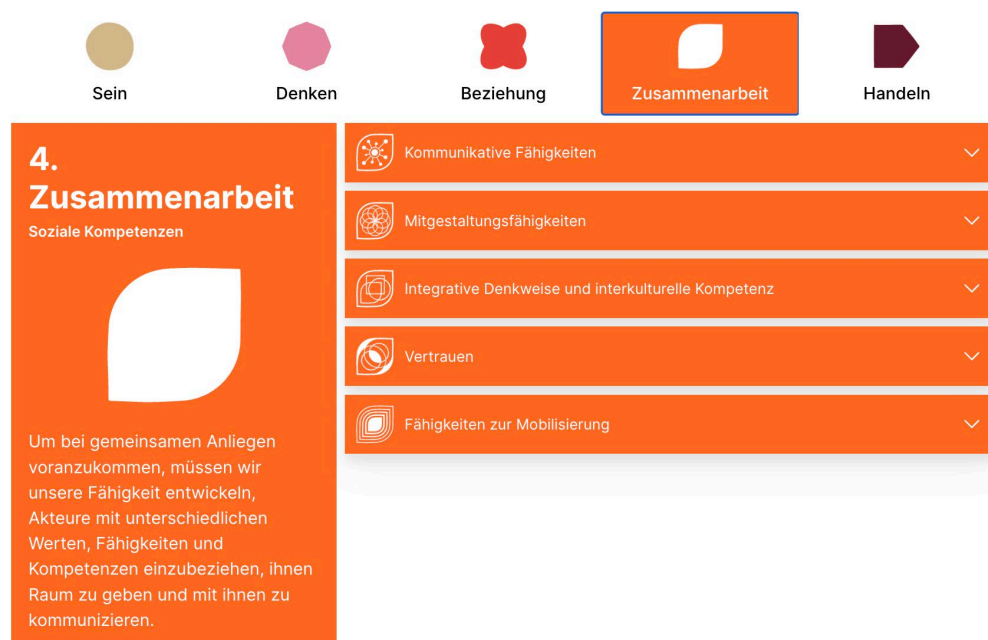 Sein
Denken
Beziehung
Zusammenarbeit
Handeln
4.
Zusammenarbeit
Soziale Kompetenzen
Um bei gemeinsamen Anliegen
voranzukommen, müssen wir
unsere Fähigkeit entwickeln,
Akteure mit unterschiedlichen
Werten, Fähigkeiten und
Kompetenzen einzubeziehen, ihnen
Raum zu geben und mit ihnen zu
kommunizieren.
Kommunikative Fähigkeiten
Mitgestaltungsfähigkeiten
Integrative Denkweise und interkulturelle Kompetenz
Vertrauen
Fähigkeiten zur Mobilisierung